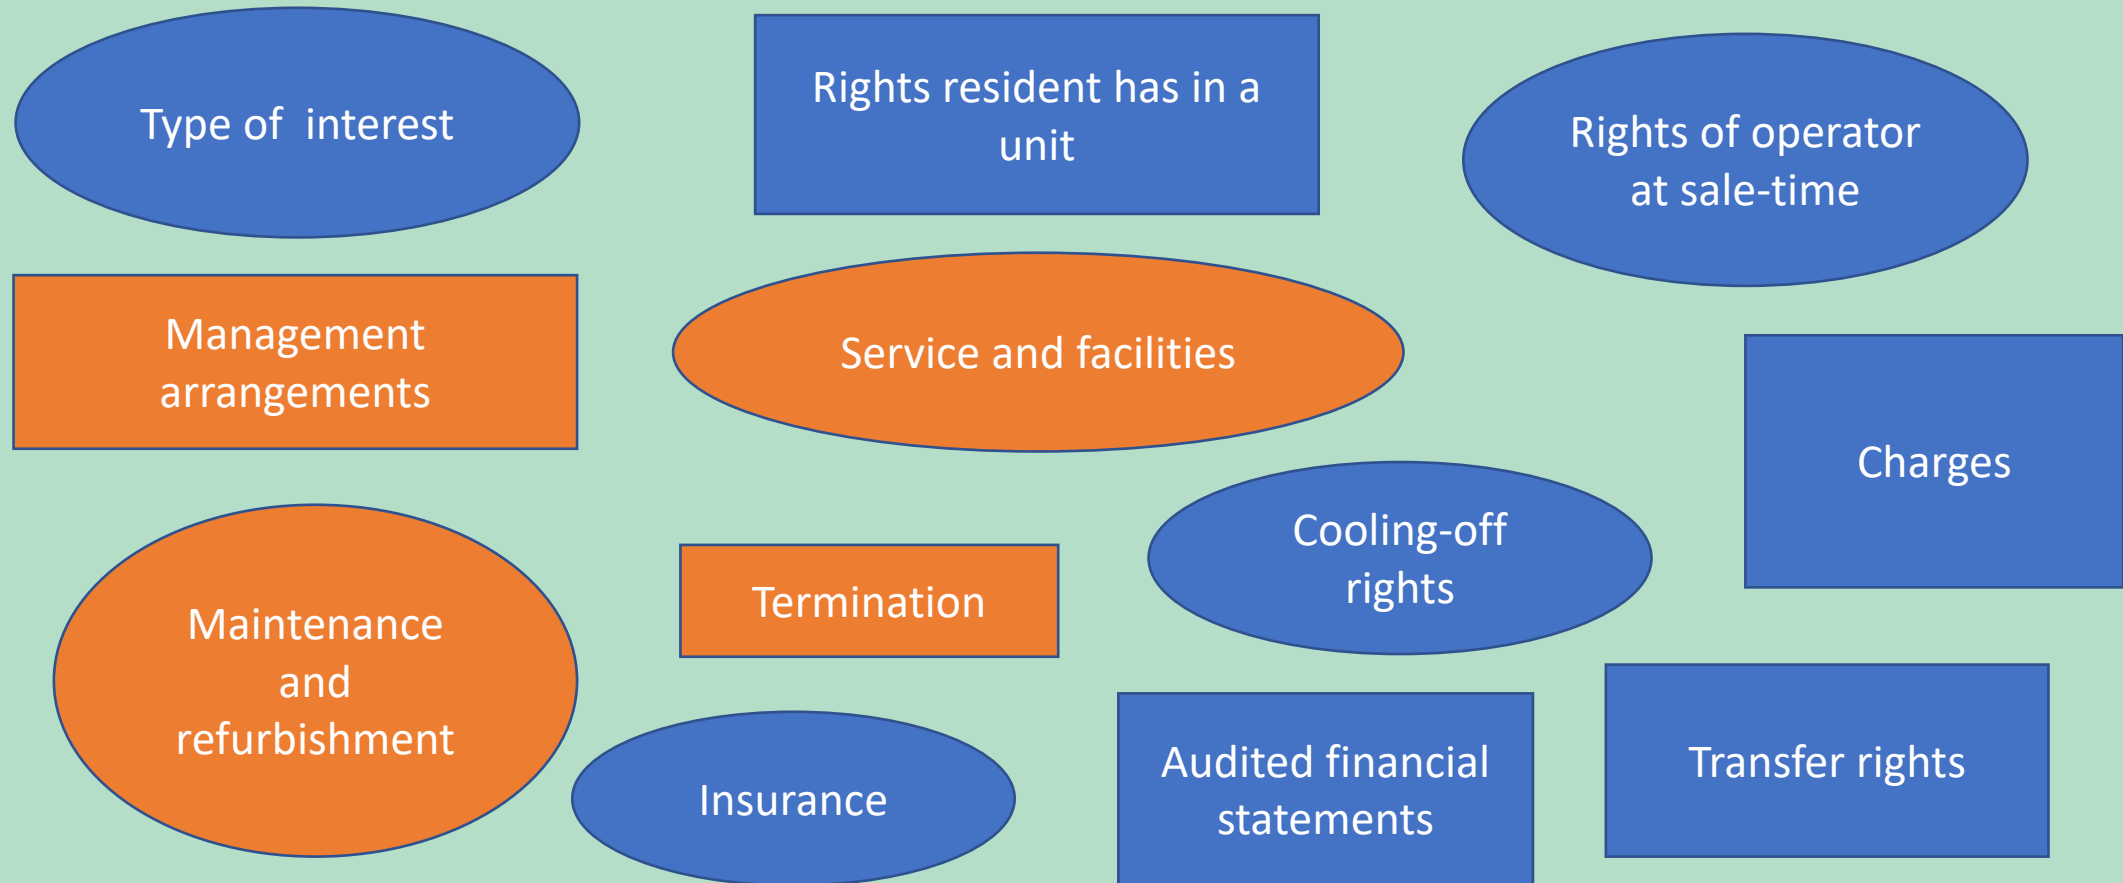 Type of  interest
Rights resident has in a
unit
Rights of operator
at sale-time
Management
arrangements
Service and facilities
Charges
Cooling-off
rights
Maintenance
and
refurbishment
Termination
Insurance
Audited financial
statements
Transfer rights